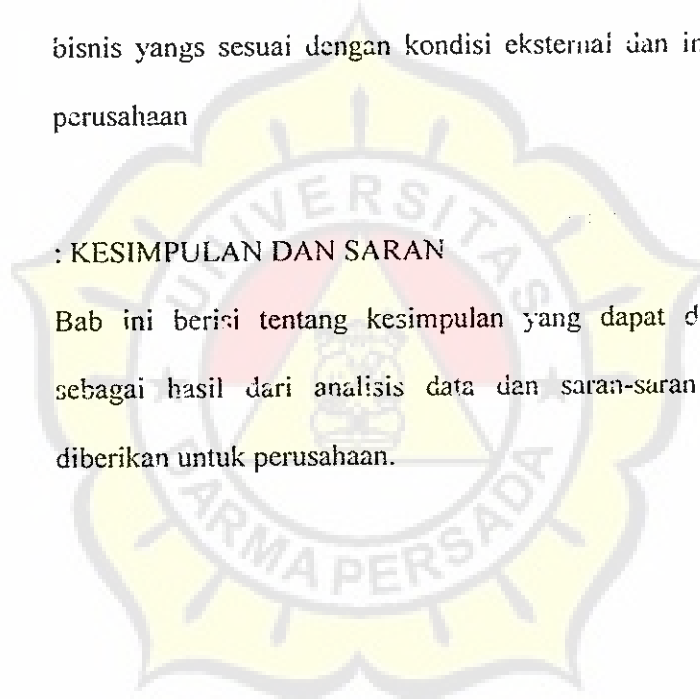 bisnis yangs sesuai dengan kondisi eksternal dan in
perusahaan
UNIVERSITAS
: KESIMPULAN DAN SARAN
Bab ini berisi tentang kesimpulan yang dapat d
sebagai hasil dari analisis data dan saran-saran
diberikan untuk perusahaan.
DARMA PERSADA